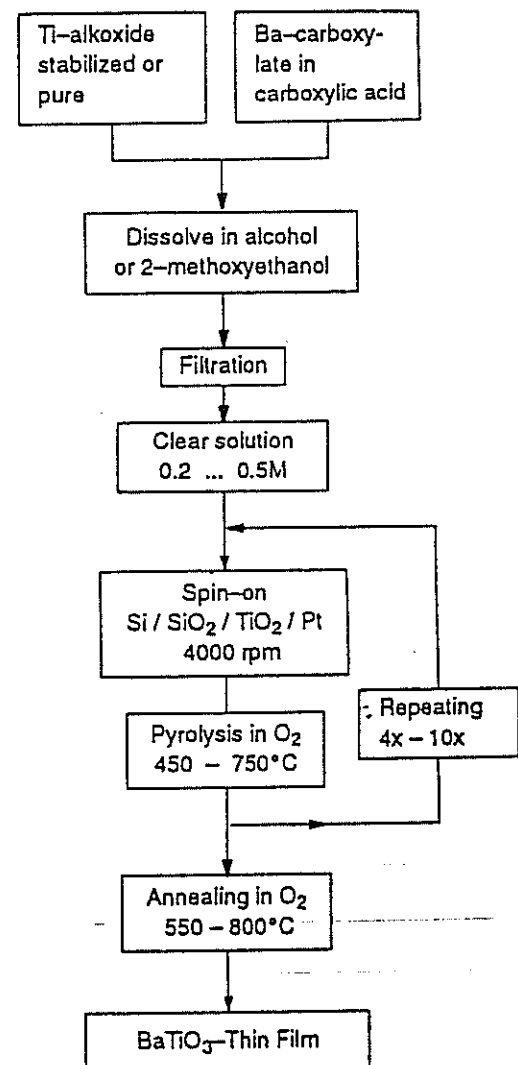 Ti–alkoxide
stabilized or
pure
Ba–carboxy-
late in
carboxylic acid
Dissolve in alcohol
or 2–methoxyethanol
Filtration
Clear solution
0.2 ... 0.5M
Spin–on
Si / SiO₂ / TiO₂ / Pt
4000 rpm
Pyrolysis in O₂
450 – 750°C
Repeating
4x – 10x
Annealing in O₂
550 – 800°C
BaTiO₃–Thin Film